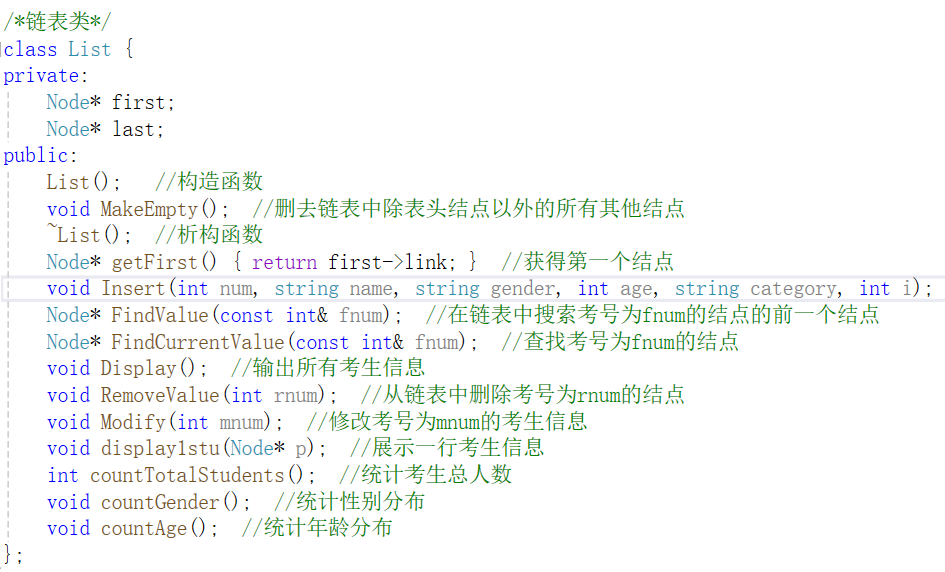 /*链表类*/
class List {
private:
    Node* first;
    Node* last;
public:
    List();   //构造函数
    void MakeEmpty();  //删去链表中除表头结点以外的所有其他结点
    ~List();  //析构函数
    Node* getFirst() { return first->link; }  //获得第一个结点
    void Insert(int num, string name, string gender, int age, string category, int i);
    Node* FindValue(const int& fnum);  //在链表中搜索考号为fnum的结点的前一个结点
    Node* FindCurrentValue(const int& fnum);  //查找考号为fnum的结点
    void Display();  //输出所有考生信息
    void RemoveValue(int rnum);  //从链表中删除考号为rnum的结点
    void Modify(int mnum);  //修改考号为mnum的考生信息
    void display1stu(Node* p);  //展示一行考生信息
    int countTotalStudents();  //统计考生总人数
    void countGender();  //统计性别分布
    void countAge();  //统计年龄分布
};